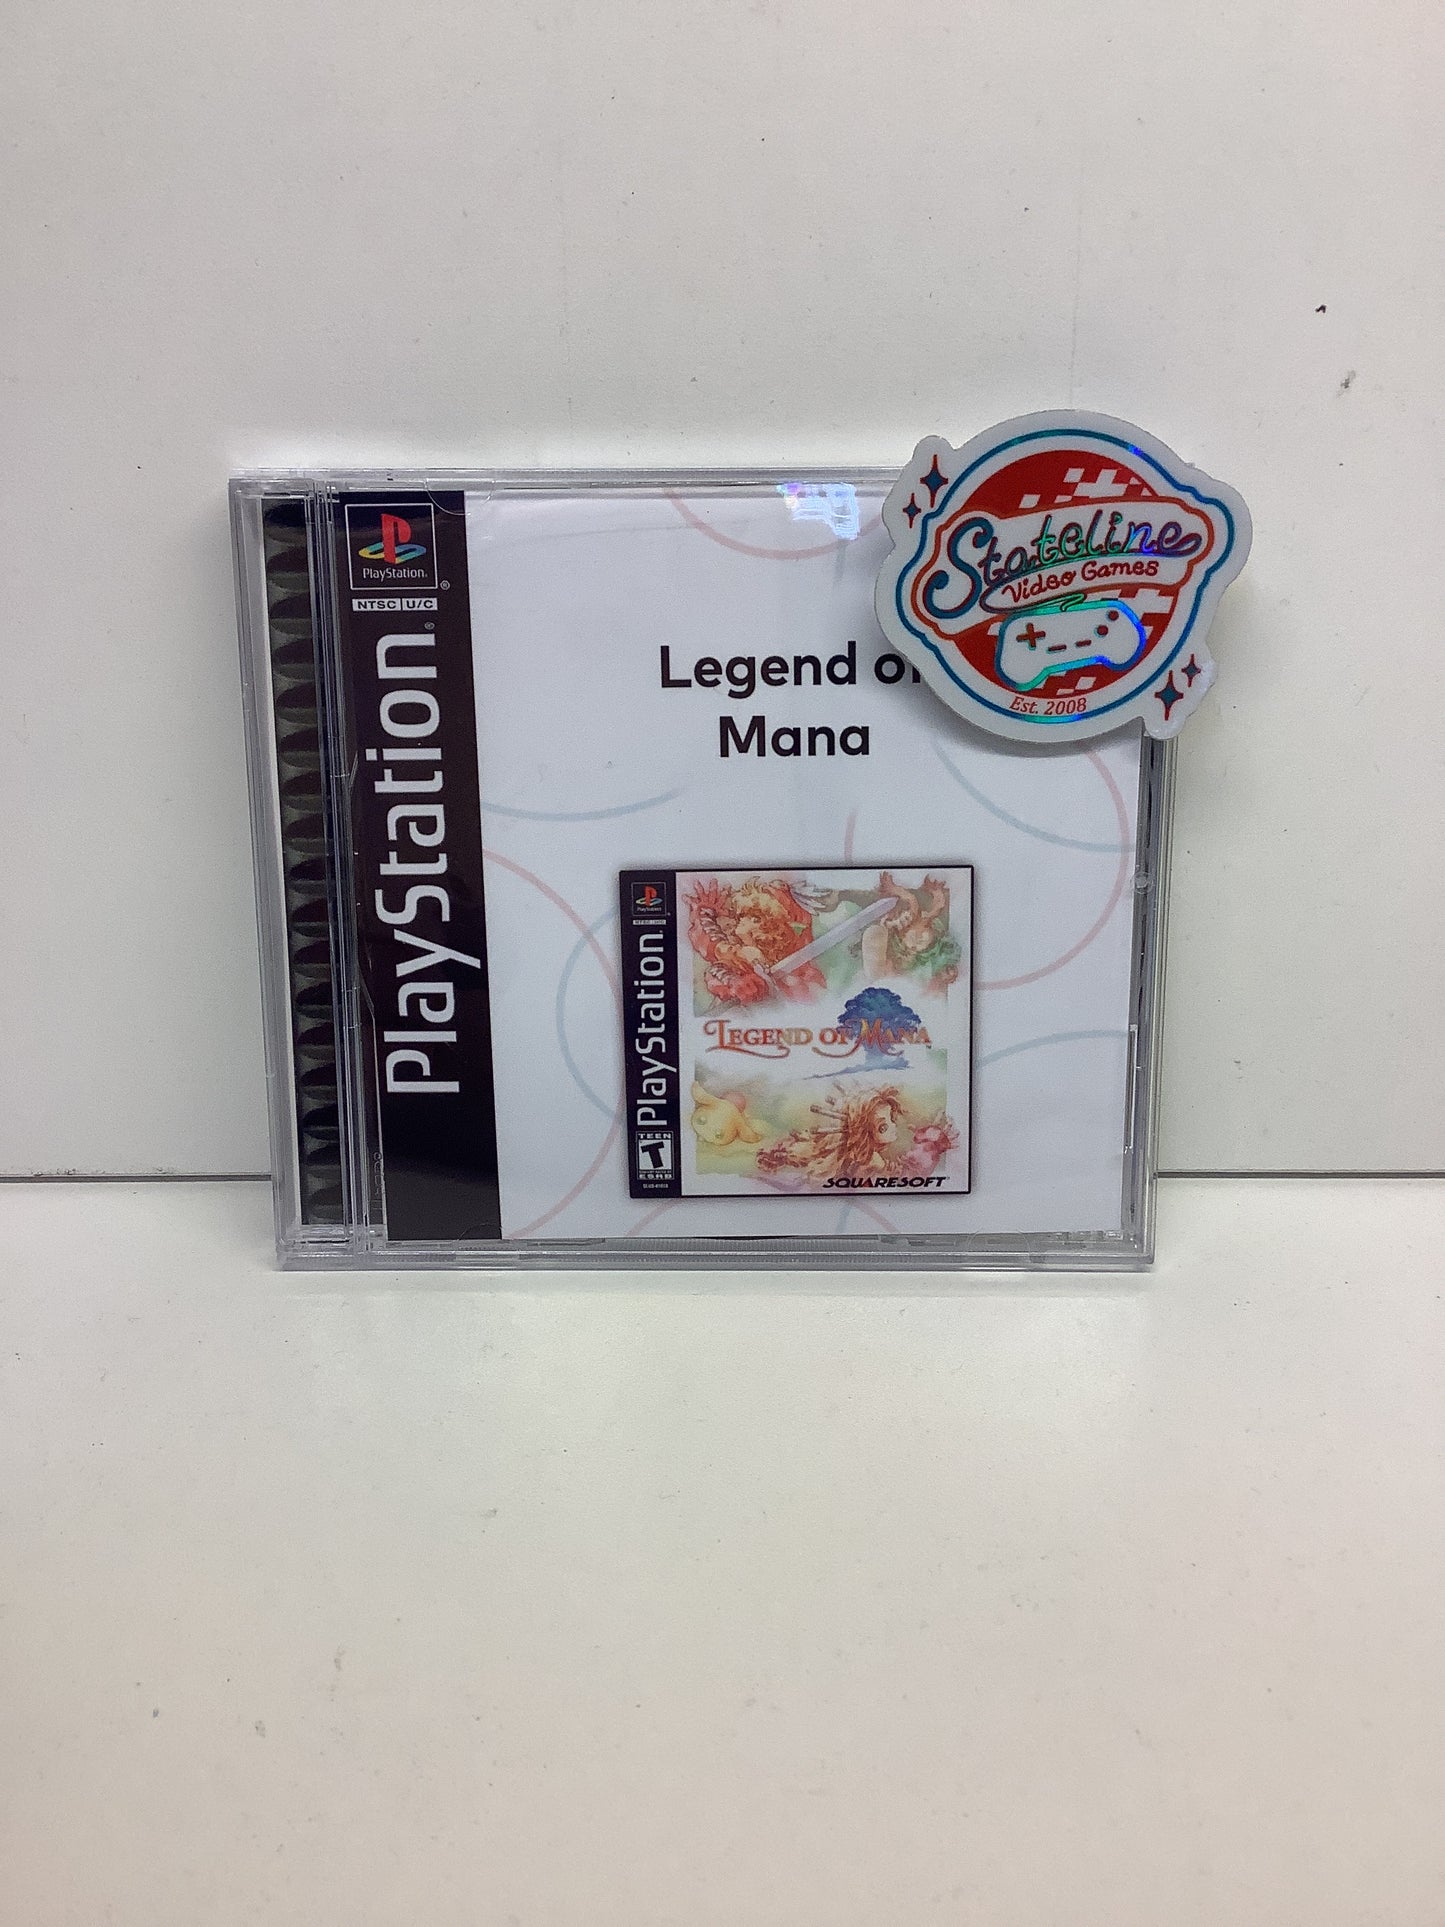 PlayStation®
NTSC U/C
PlayStation®
Legend of
Mana
Stateline
Video Games
Est. 2008
PlayStation
PlayStation
LEGEND OF MANA
TEEN
T
ESRB
SQUARESOFT